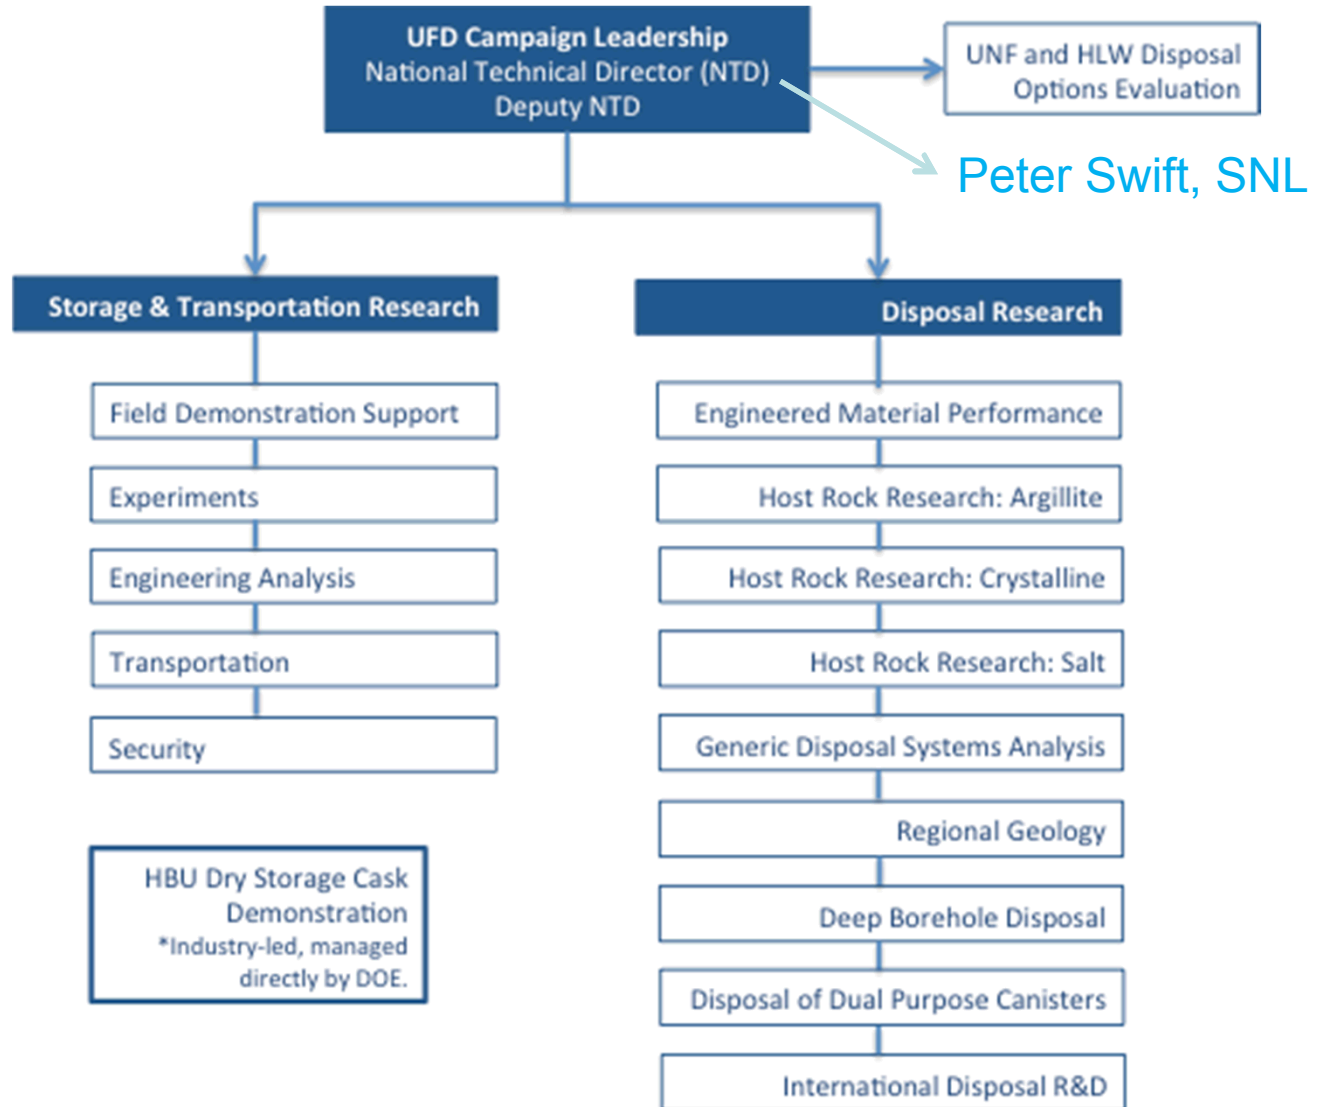 UFD Campaign Leadership
National Technical Director (NTD)
Deputy NTD
UNF and HLW Disposal
Options Evaluation
Peter Swift, SNL
Storage & Transportation Research
Field Demonstration Support
Experiments
Engineering Analysis
Transportation
Security
HBU Dry Storage Cask
Demonstration
*Industry-led, managed
directly by DOE.
Disposal Research
Engineered Material Performance
Host Rock Research: Argillite
Host Rock Research: Crystalline
Host Rock Research: Salt
Generic Disposal Systems Analysis
Regional Geology
Deep Borehole Disposal
Disposal of Dual Purpose Canisters
International Disposal R&D